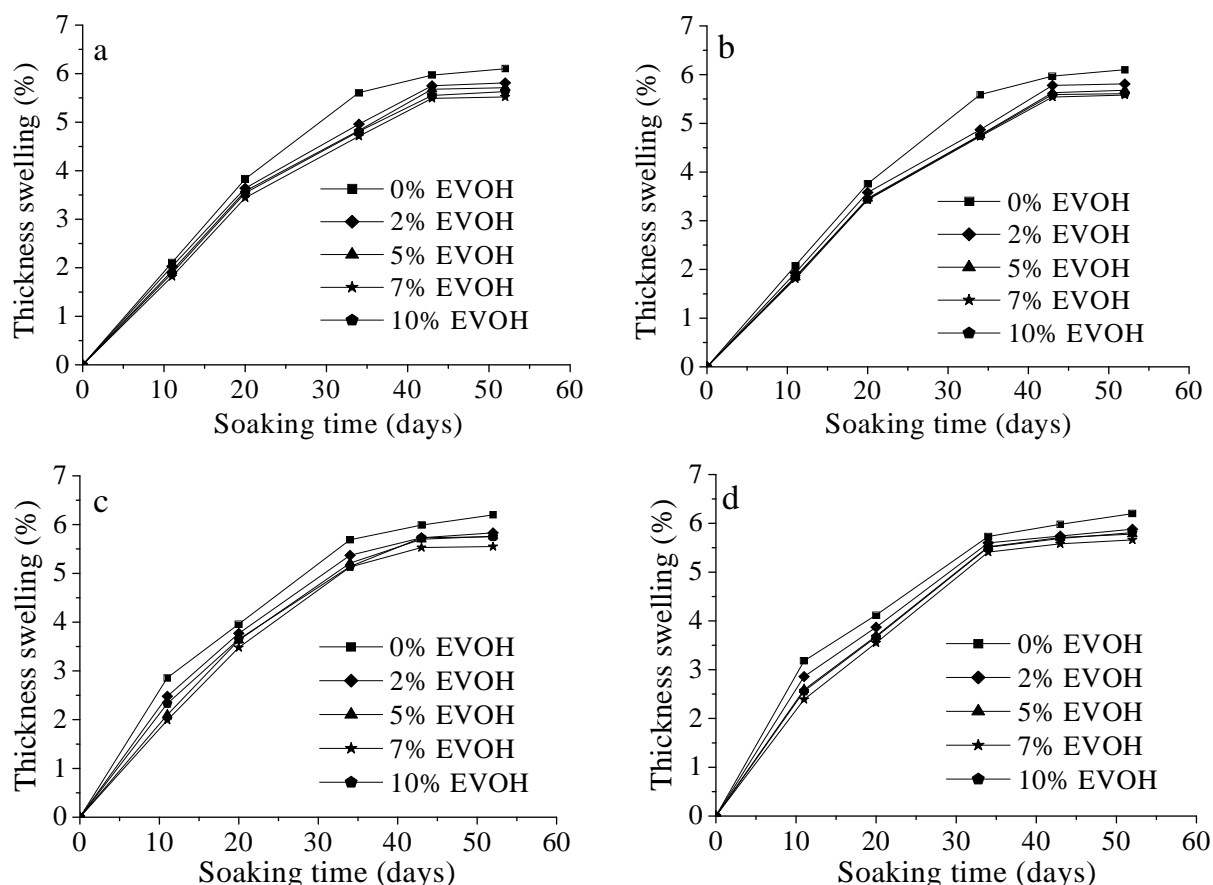 a
Thickness swelling (%)
7
6
5
4
3
2
1
0
0% EVOH
2% EVOH
5% EVOH
7% EVOH
10% EVOH
0 10 20 30 40 50 60
Soaking time (days)
b
Thickness swelling (%)
7
6
5
4
3
2
1
0
0% EVOH
2% EVOH
5% EVOH
7% EVOH
10% EVOH
0 10 20 30 40 50 60
Soaking time (days)
c
Thickness swelling (%)
7
6
5
4
3
2
1
0
0% EVOH
2% EVOH
5% EVOH
7% EVOH
10% EVOH
0 10 20 30 40 50 60
Soaking time (days)
d
Thickness swelling (%)
7
6
5
4
3
2
1
0
0% EVOH
2% EVOH
5% EVOH
7% EVOH
10% EVOH
0 10 20 30 40 50 60
Soaking time (days)